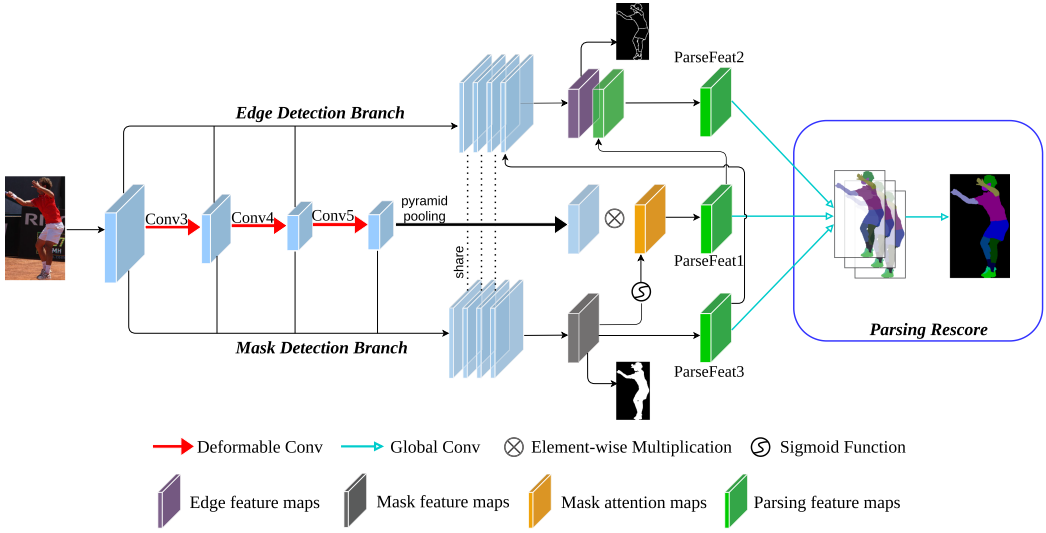 ParseFeat2
Edge Detection Branch
Conv3
Conv4
Conv5
pyramid
pooling
share
ParseFeat1
Mask Detection Branch
Parsing Rescore
ParseFeat3
Deformable Conv
Global Conv
Element-wise Multiplication
Sigmoid Function
Edge feature maps
Mask feature maps
Mask attention maps
Parsing feature maps